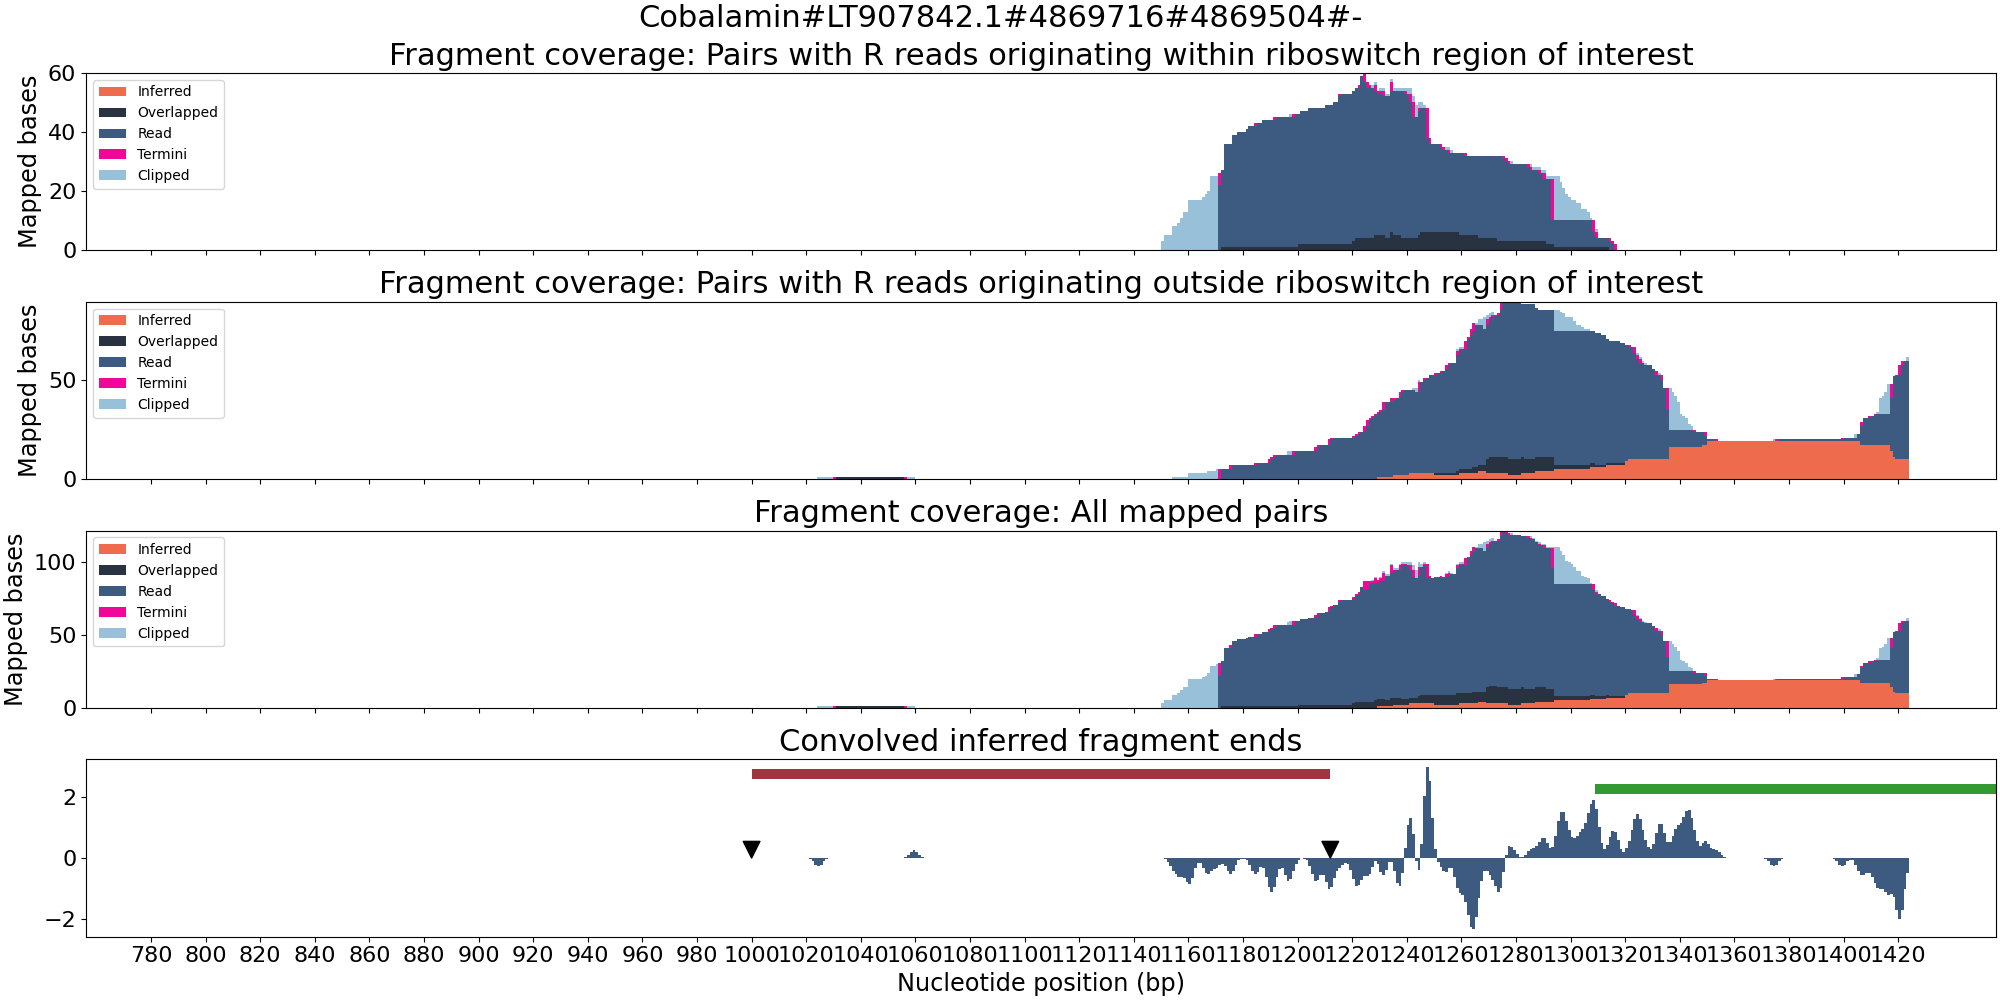 Cobalamin#LT907842.1#4869716#4869504#-
Fragment coverage: Pairs with R reads originating within riboswitch region of interest
Mapped bases
60
40
20
0
Inferred
Overlapped
Read
Termini
Clipped
Fragment coverage: Pairs with R reads originating outside riboswitch region of interest
Mapped bases
50
0
Inferred
Overlapped
Read
Termini
Clipped
Fragment coverage: All mapped pairs
Mapped bases
100
50
0
Inferred
Overlapped
Read
Termini
Clipped
Convolved inferred fragment ends
2
0
−2
780 800 820 840 860 880 900 920 940 960 980 1000 1020 1040 1060 1080 1100 1120 1140 1160 1180 1200 1220 1240 1260 1280 1300 1320 1340 1360 1380 1400 1420
Nucleotide position (bp)